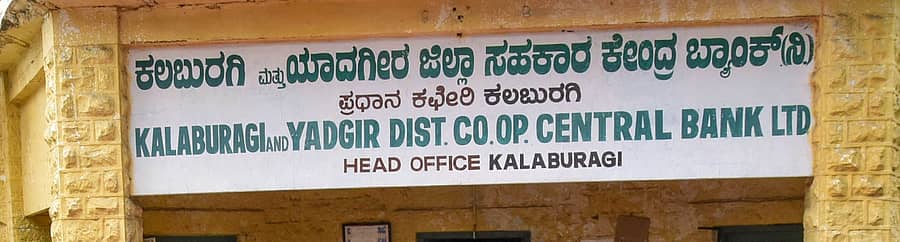 ಕಲಬುರಗಿ ಮತ್ತು ಯಾದಗೀರ ಜಿಲ್ಲಾ ಸಹಕಾರ ಕೇಂದ್ರ ಬ್ಯಾಂಕ್(ನಿ)
ಪ್ರಧಾನ ಕಛೇರಿ ಕಲಬುರಗಿ
KALABURAGI AND YADGIR DIST. CO.OP. CENTRAL BANK LTD
HEAD OFFICE KALABURAGI